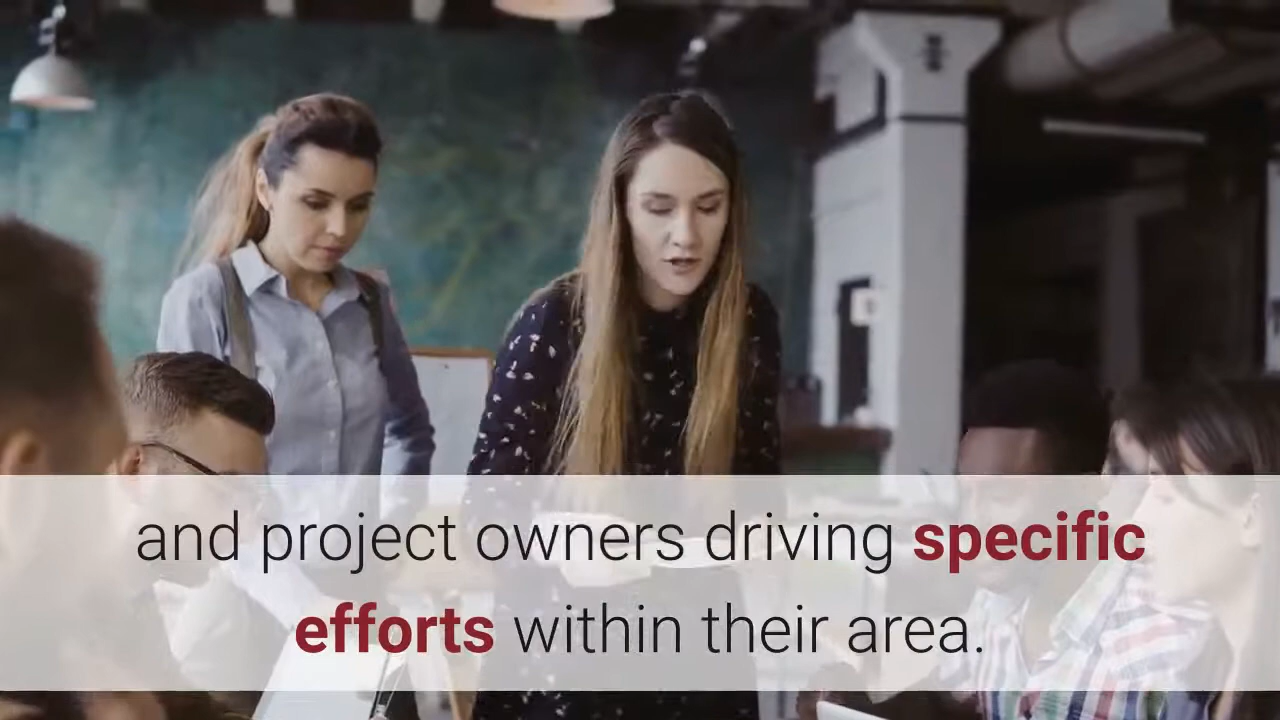 and project owners driving specific
efforts within their area.